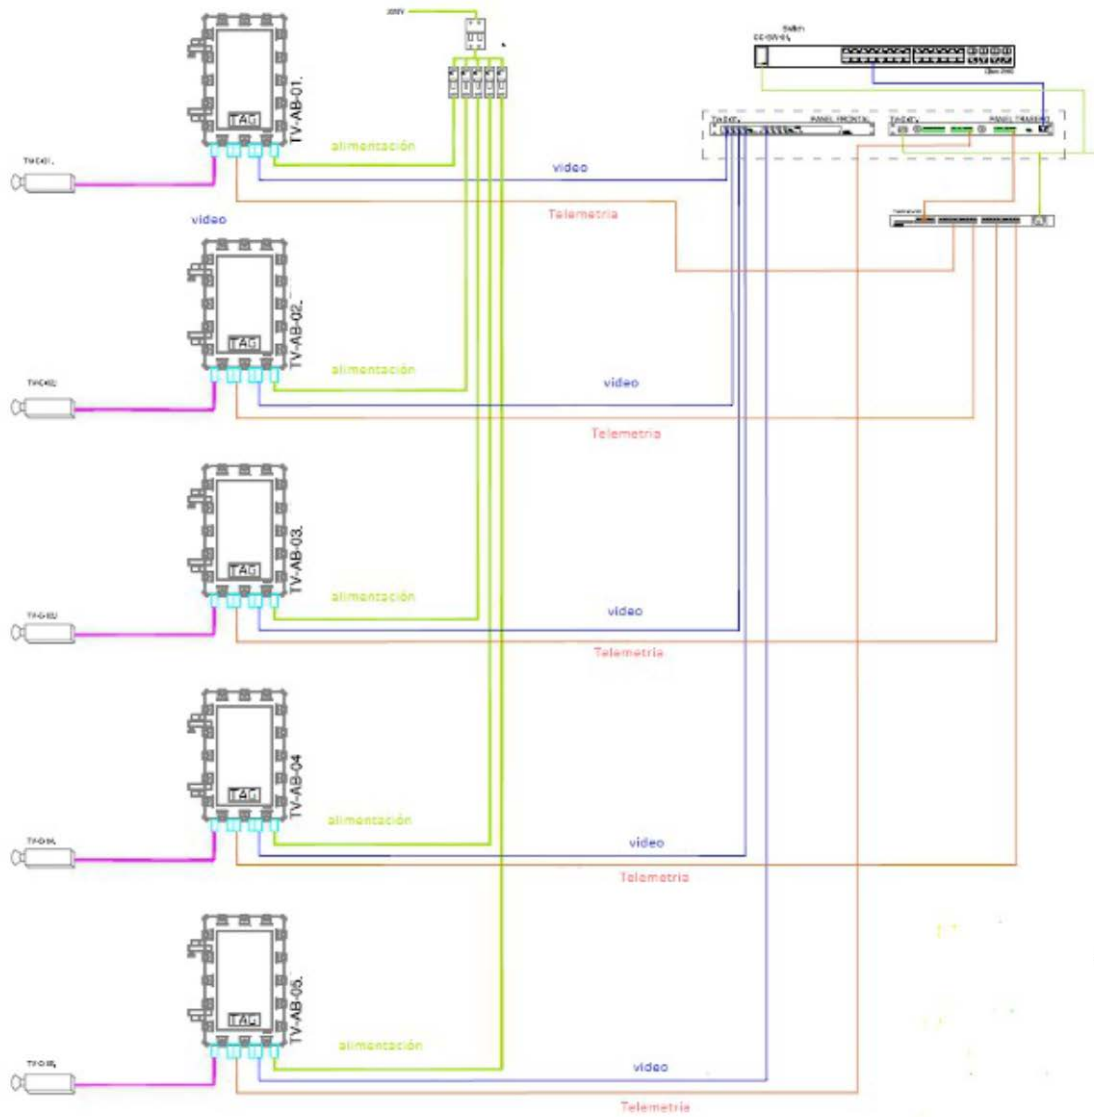 220V
Switch
PANEL FRONTAL
PANEL TRASERO
TAG
TV-AB-01.
alimentación
video
Telemetria
video
TAG
TV-AB-02.
alimentación
video
Telemetria
TAG
TV-AB-03.
alimentación
video
Telemetria
TAG
TV-AB-04
alimentación
video
Telemetria
TAG
TV-AB-05.
alimentación
video
Telemetria